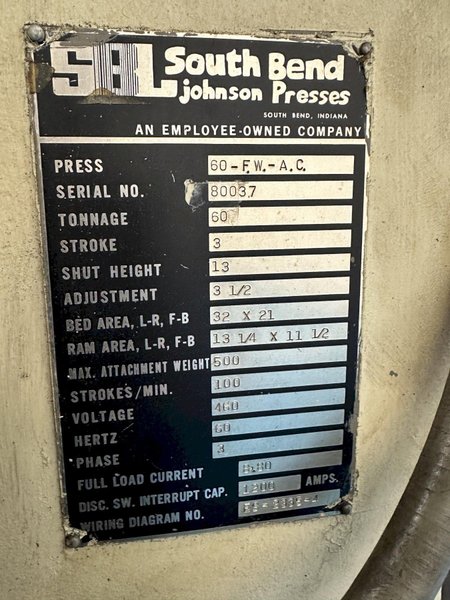 SBL South Bend
johnson Presses
SOUTH BEND, INDIANA
AN EMPLOYEE-OWNED COMPANY
PRESS 60-F.W.-A.C.
SERIAL NO. 80037
TONNAGE 60
STROKE 3
SHUT HEIGHT 13
ADJUSTMENT 3 1/2
BED AREA, L-R, F-B 32 X 21
RAM AREA, L-R, F-B 13 1/4 X 11 1/2
MAX. ATTACHMENT WEIGHT 500
STROKES/MIN. 100
VOLTAGE 460
HERTZ 60
PHASE 3
FULL LOAD CURRENT 8.80
DISC. SW. INTERRUPT CAP. 1200 AMPS.
WIRING DIAGRAM NO.